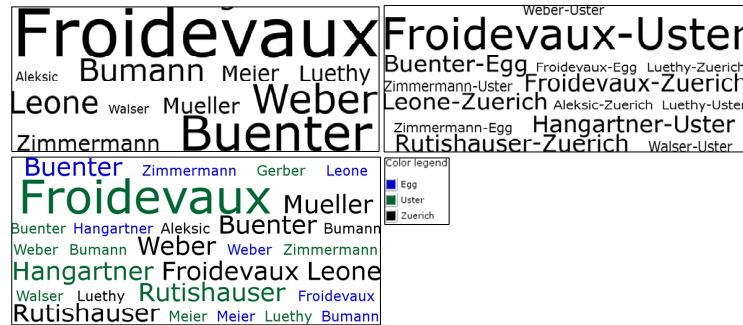 Froidevaux
Aleksic Bumann Meier Luethy
Leone Walser Mueller Weber
Zimmermann Buenter
Weber-Uster
Froidevaux-Uster
Buenter-Egg Froidevaux-Egg Luethy-Zuerich
Zimmermann-Uster Froidevaux-Zuerich
Leone-Zuerich Aleksic-Zuerich Luethy-Uster
Zimmermann-Egg Hangartner-Uster
Rutishauser-Zuerich Walser-Uster
Buenter Zimmermann Gerber Leone
Froidevaux Mueller
Buenter Hangartner Aleksic Buenter Bumann
Weber Bumann Weber Weber Zimmermann
Hangartner Froidevaux Leone
Walser Luethy Rutishauser Froidevaux
Rutishauser Meier Meier Luethy Bumann
Color legend
Egg
Uster
Zuerich